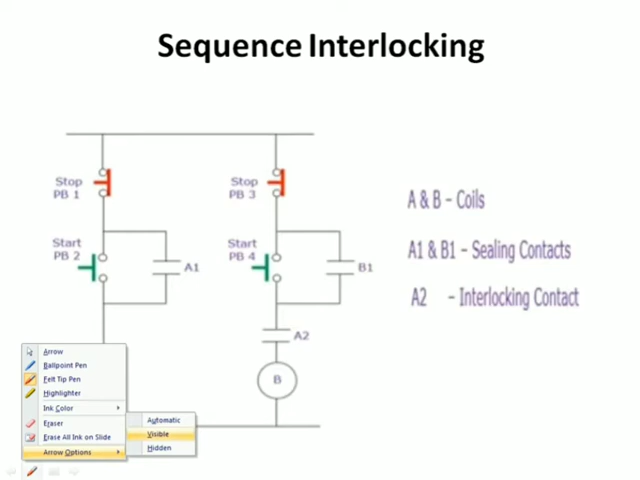 Sequence Interlocking
Stop
PB 1
Stop
PB 3
A & B – Coils
Start
PB 2
A1
Start
PB 4
B1
A1 & B1 – Sealing Contacts
A2 – Interlocking Contact
A2
B
Arrow
Ballpoint Pen
Felt Tip Pen
Highlighter
Ink Color
Eraser
Erase All Ink on Slide
Arrow Options
Automatic
Visible
Hidden